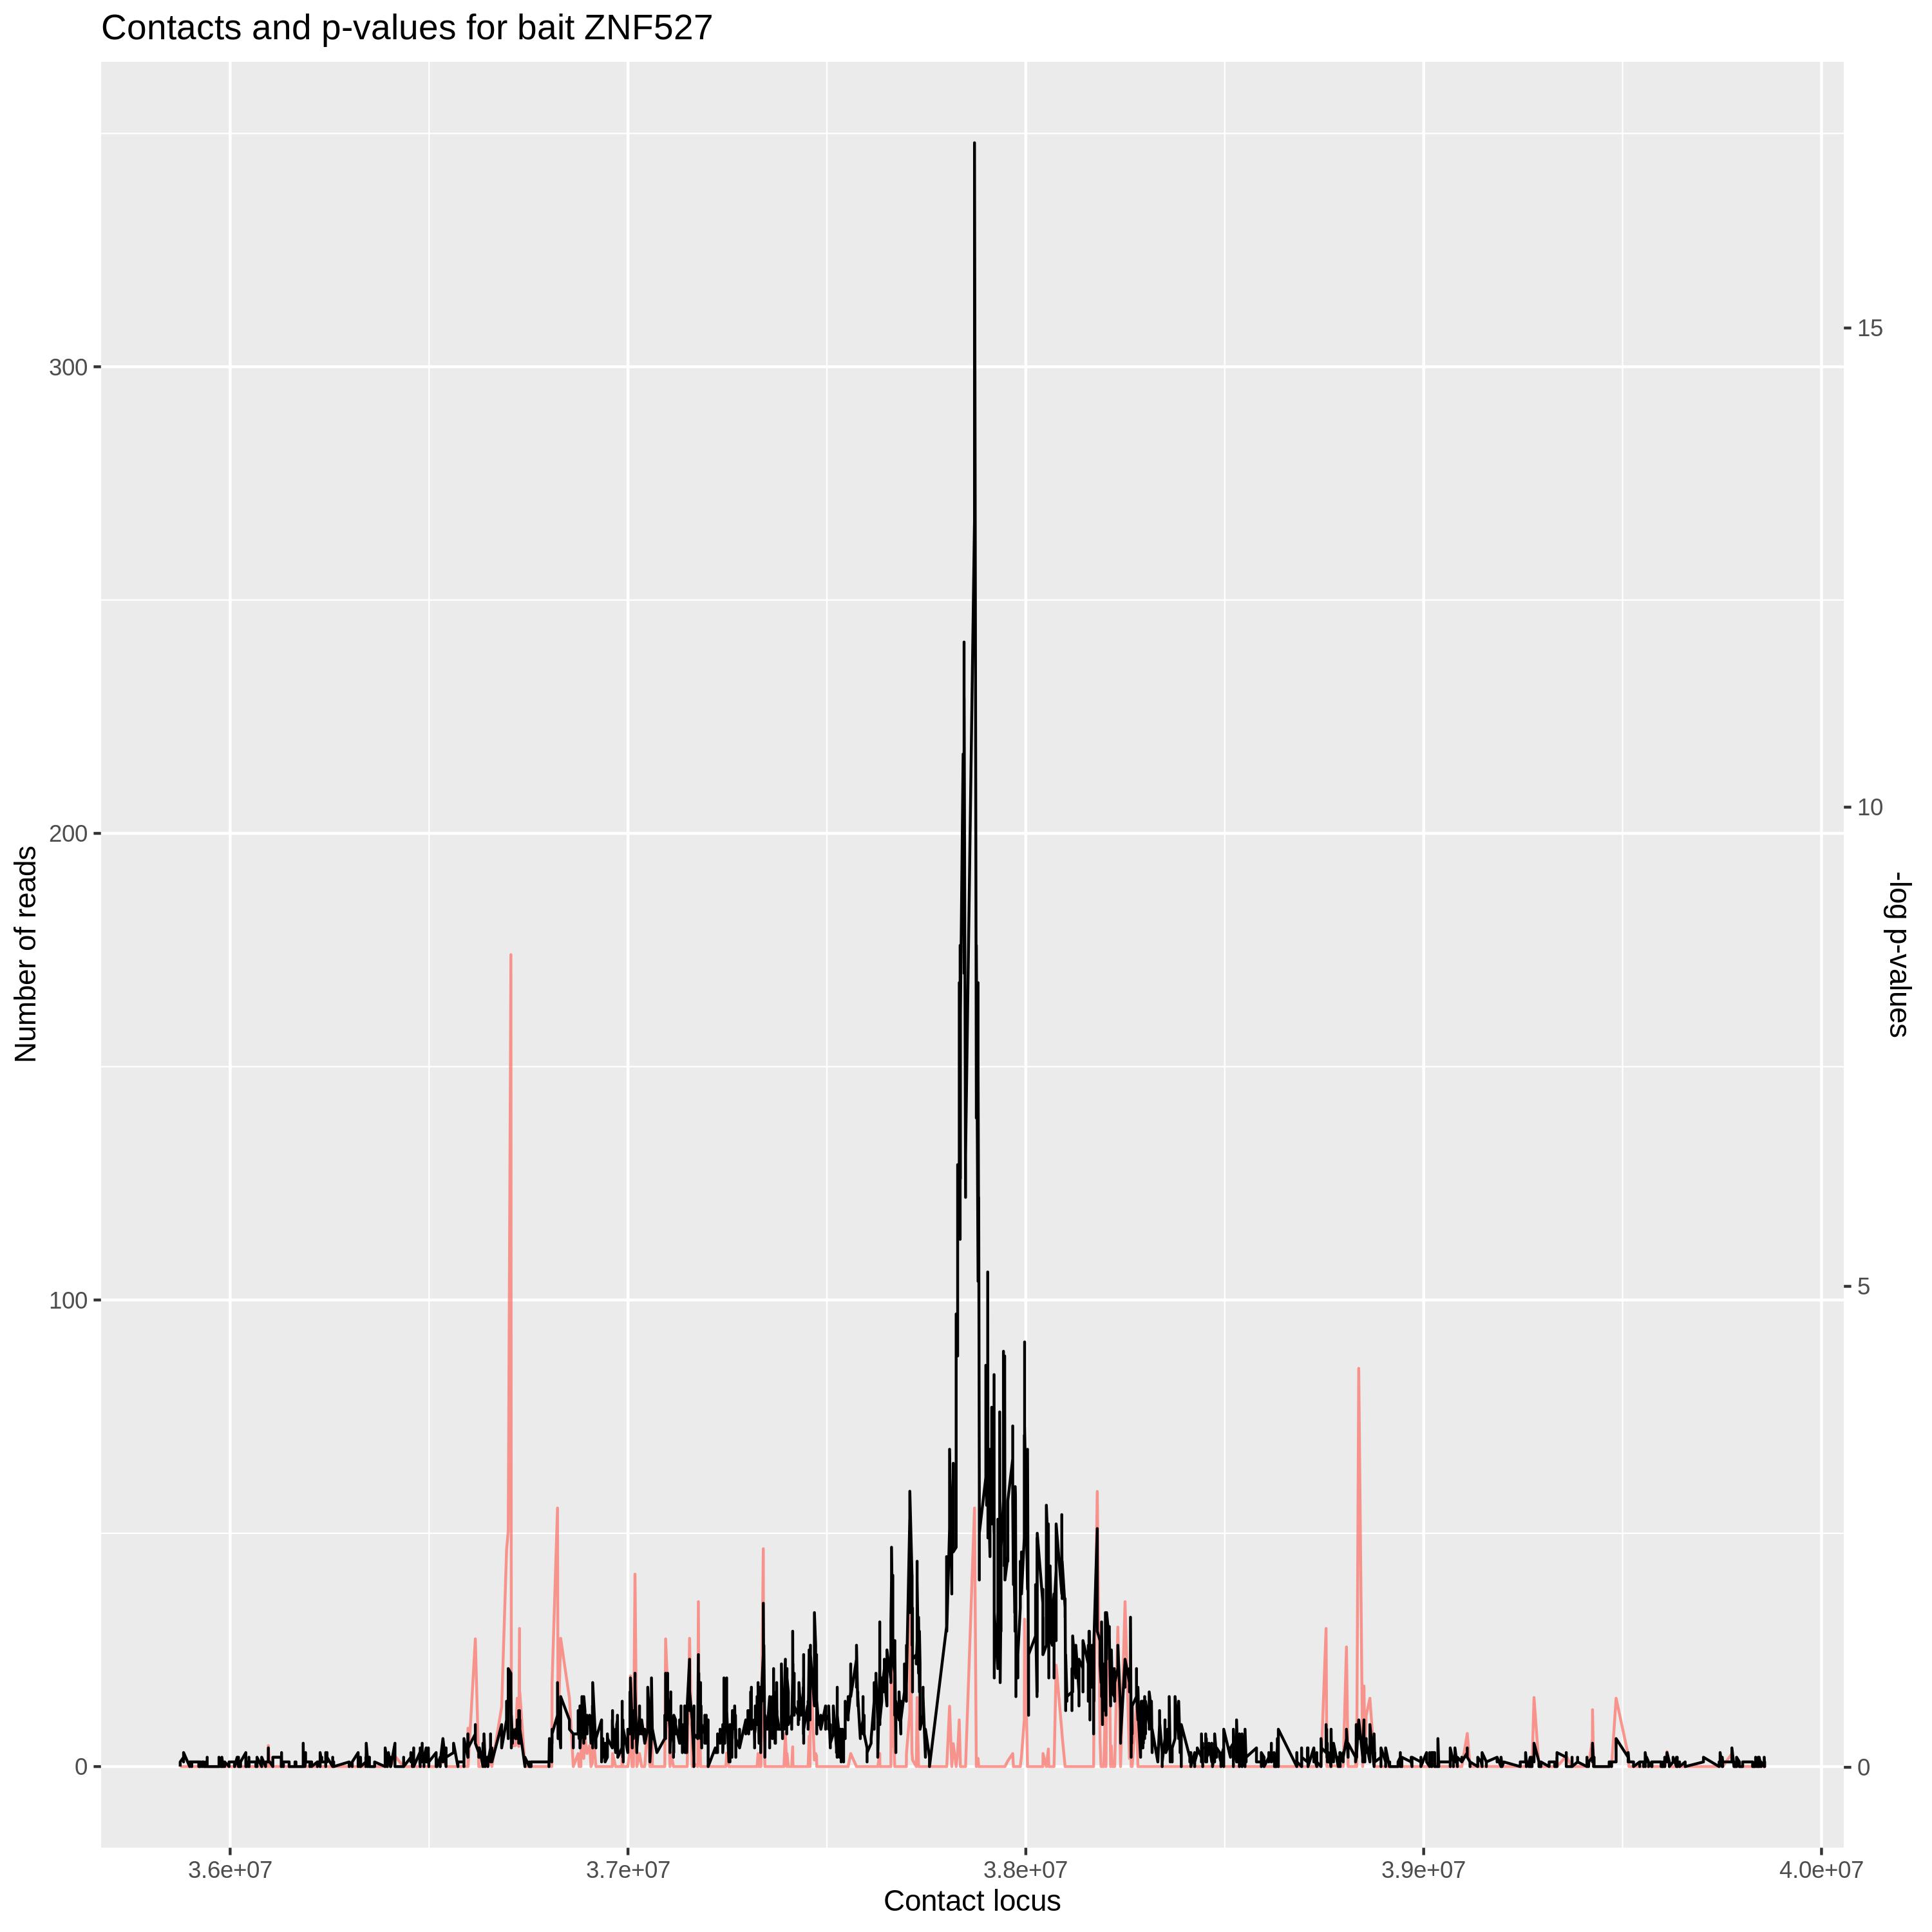 Contacts and p-values for bait ZNF527
300
200
100
0
Number of reads
15
10
5
0
-log p-values
3.6e+07
3.7e+07
3.8e+07
3.9e+07
4.0e+07
Contact locus